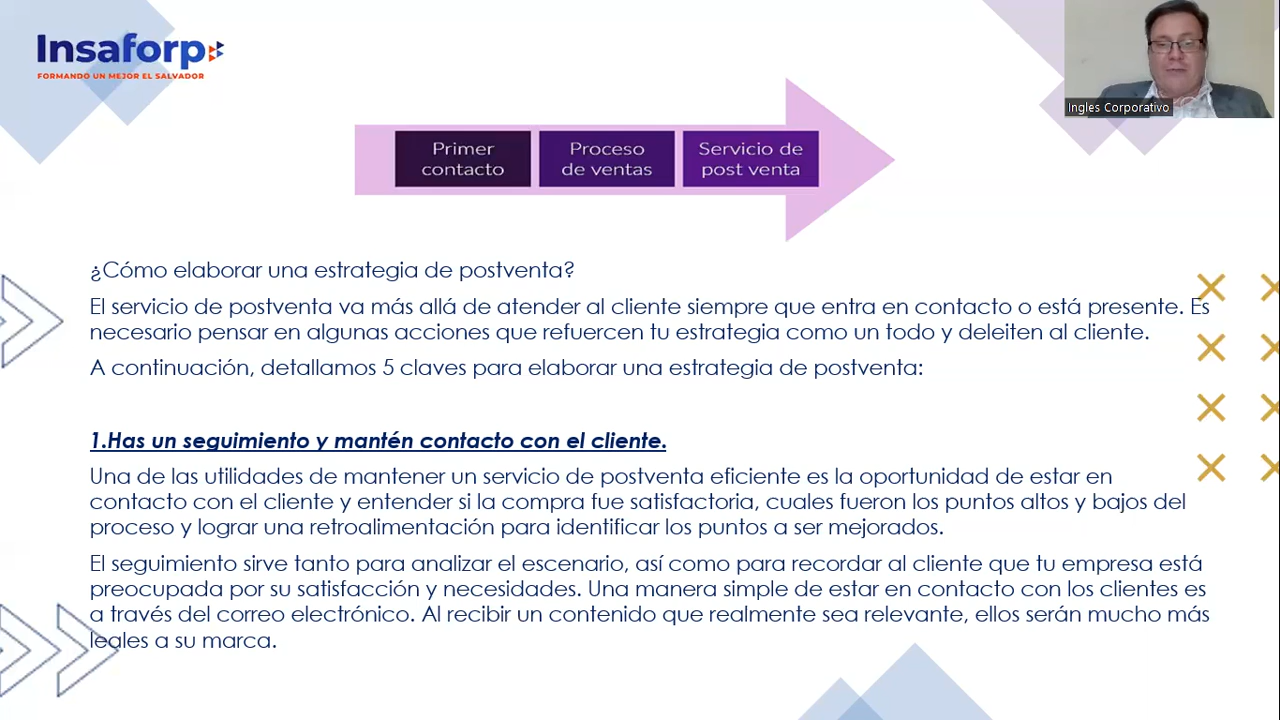 Insaforp
FORMANDO UN MEJOR EL SALVADOR
Ingles Corporativo
Primer
contacto
Proceso
de ventas
Servicio de
post venta
¿Cómo elaborar una estrategia de postventa?
El servicio de postventa va más allá de atender al cliente siempre que entra en contacto o está presente. Es
necesario pensar en algunas acciones que refuercen tu estrategia como un todo y deleiten al cliente.
A continuación, detallamos 5 claves para elaborar una estrategia de postventa:
1.Has un seguimiento y mantén contacto con el cliente.
Una de las utilidades de mantener un servicio de postventa eficiente es la oportunidad de estar en
contacto con el cliente y entender si la compra fue satisfactoria, cuales fueron los puntos altos y bajos del
proceso y lograr una retroalimentación para identificar los puntos a ser mejorados.
El seguimiento sirve tanto para analizar el escenario, así como para recordar al cliente que tu empresa está
preocupada por su satisfacción y necesidades. Una manera simple de estar en contacto con los clientes es
a través del correo electrónico. Al recibir un contenido que realmente sea relevante, ellos serán mucho más
leales a su marca.